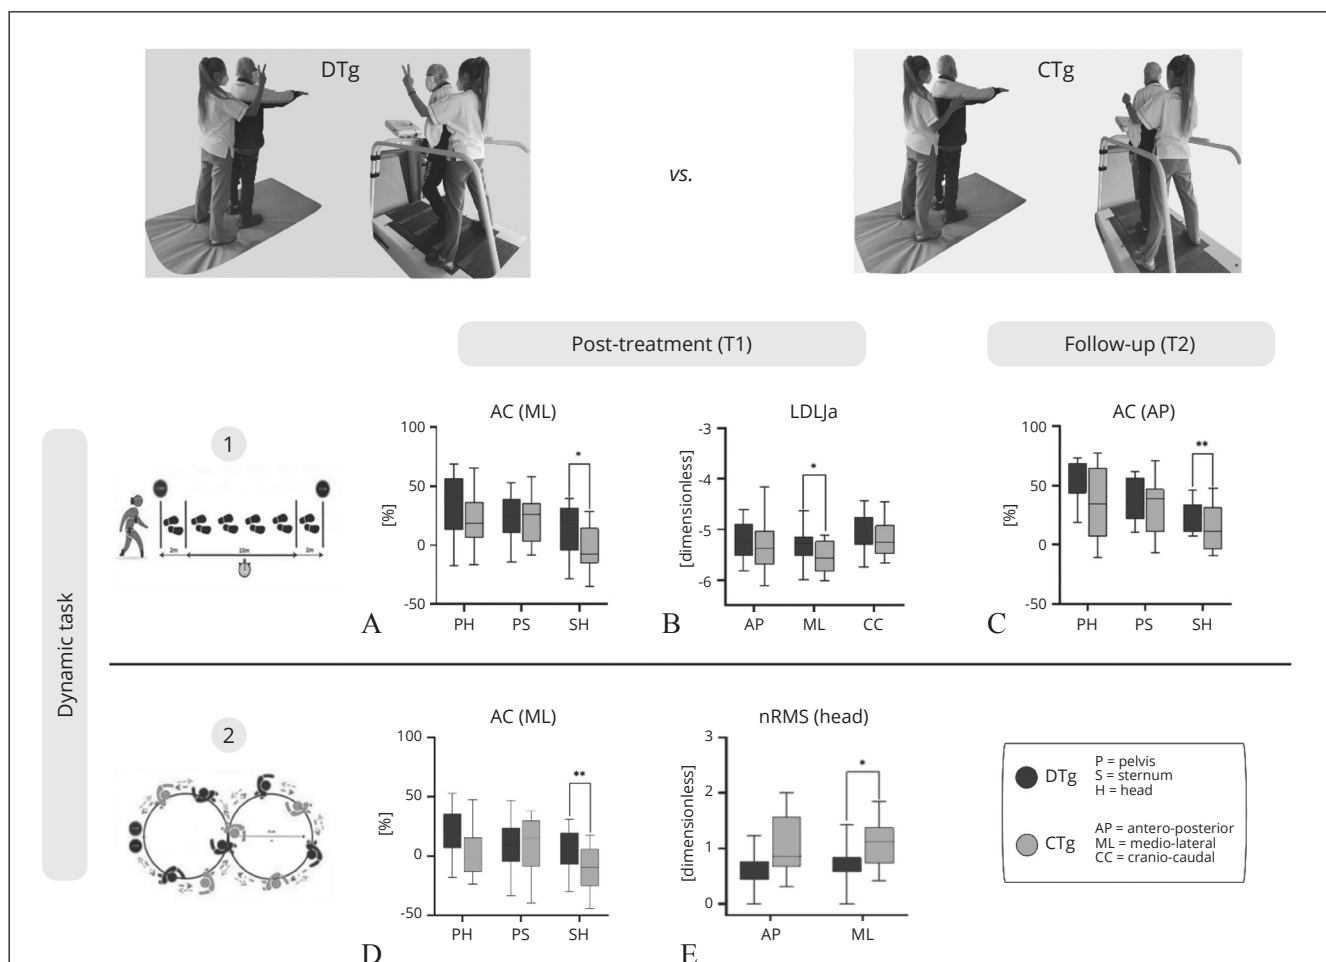 DTg
CTg
vs.
Post-treatment (T1)
Follow-up (T2)
Dynamic task
1
2m
10m
2m
AC (ML)
[%]
100
50
0
-50
*
PH PS SH
A
LDLJa
[dimensionless]
-3
-4
-5
-6
*
AP ML CC
B
AC (AP)
[%]
100
50
0
-50
**
PH PS SH
C
2
AC (ML)
[%]
100
50
0
-50
**
PH PS SH
D
nRMS (head)
[dimensionless]
3
2
1
0
*
AP ML
E
DTg
P = pelvis
S = sternum
H = head
CTg
AP = antero-posterior
ML = medio-lateral
CC = cranio-caudal